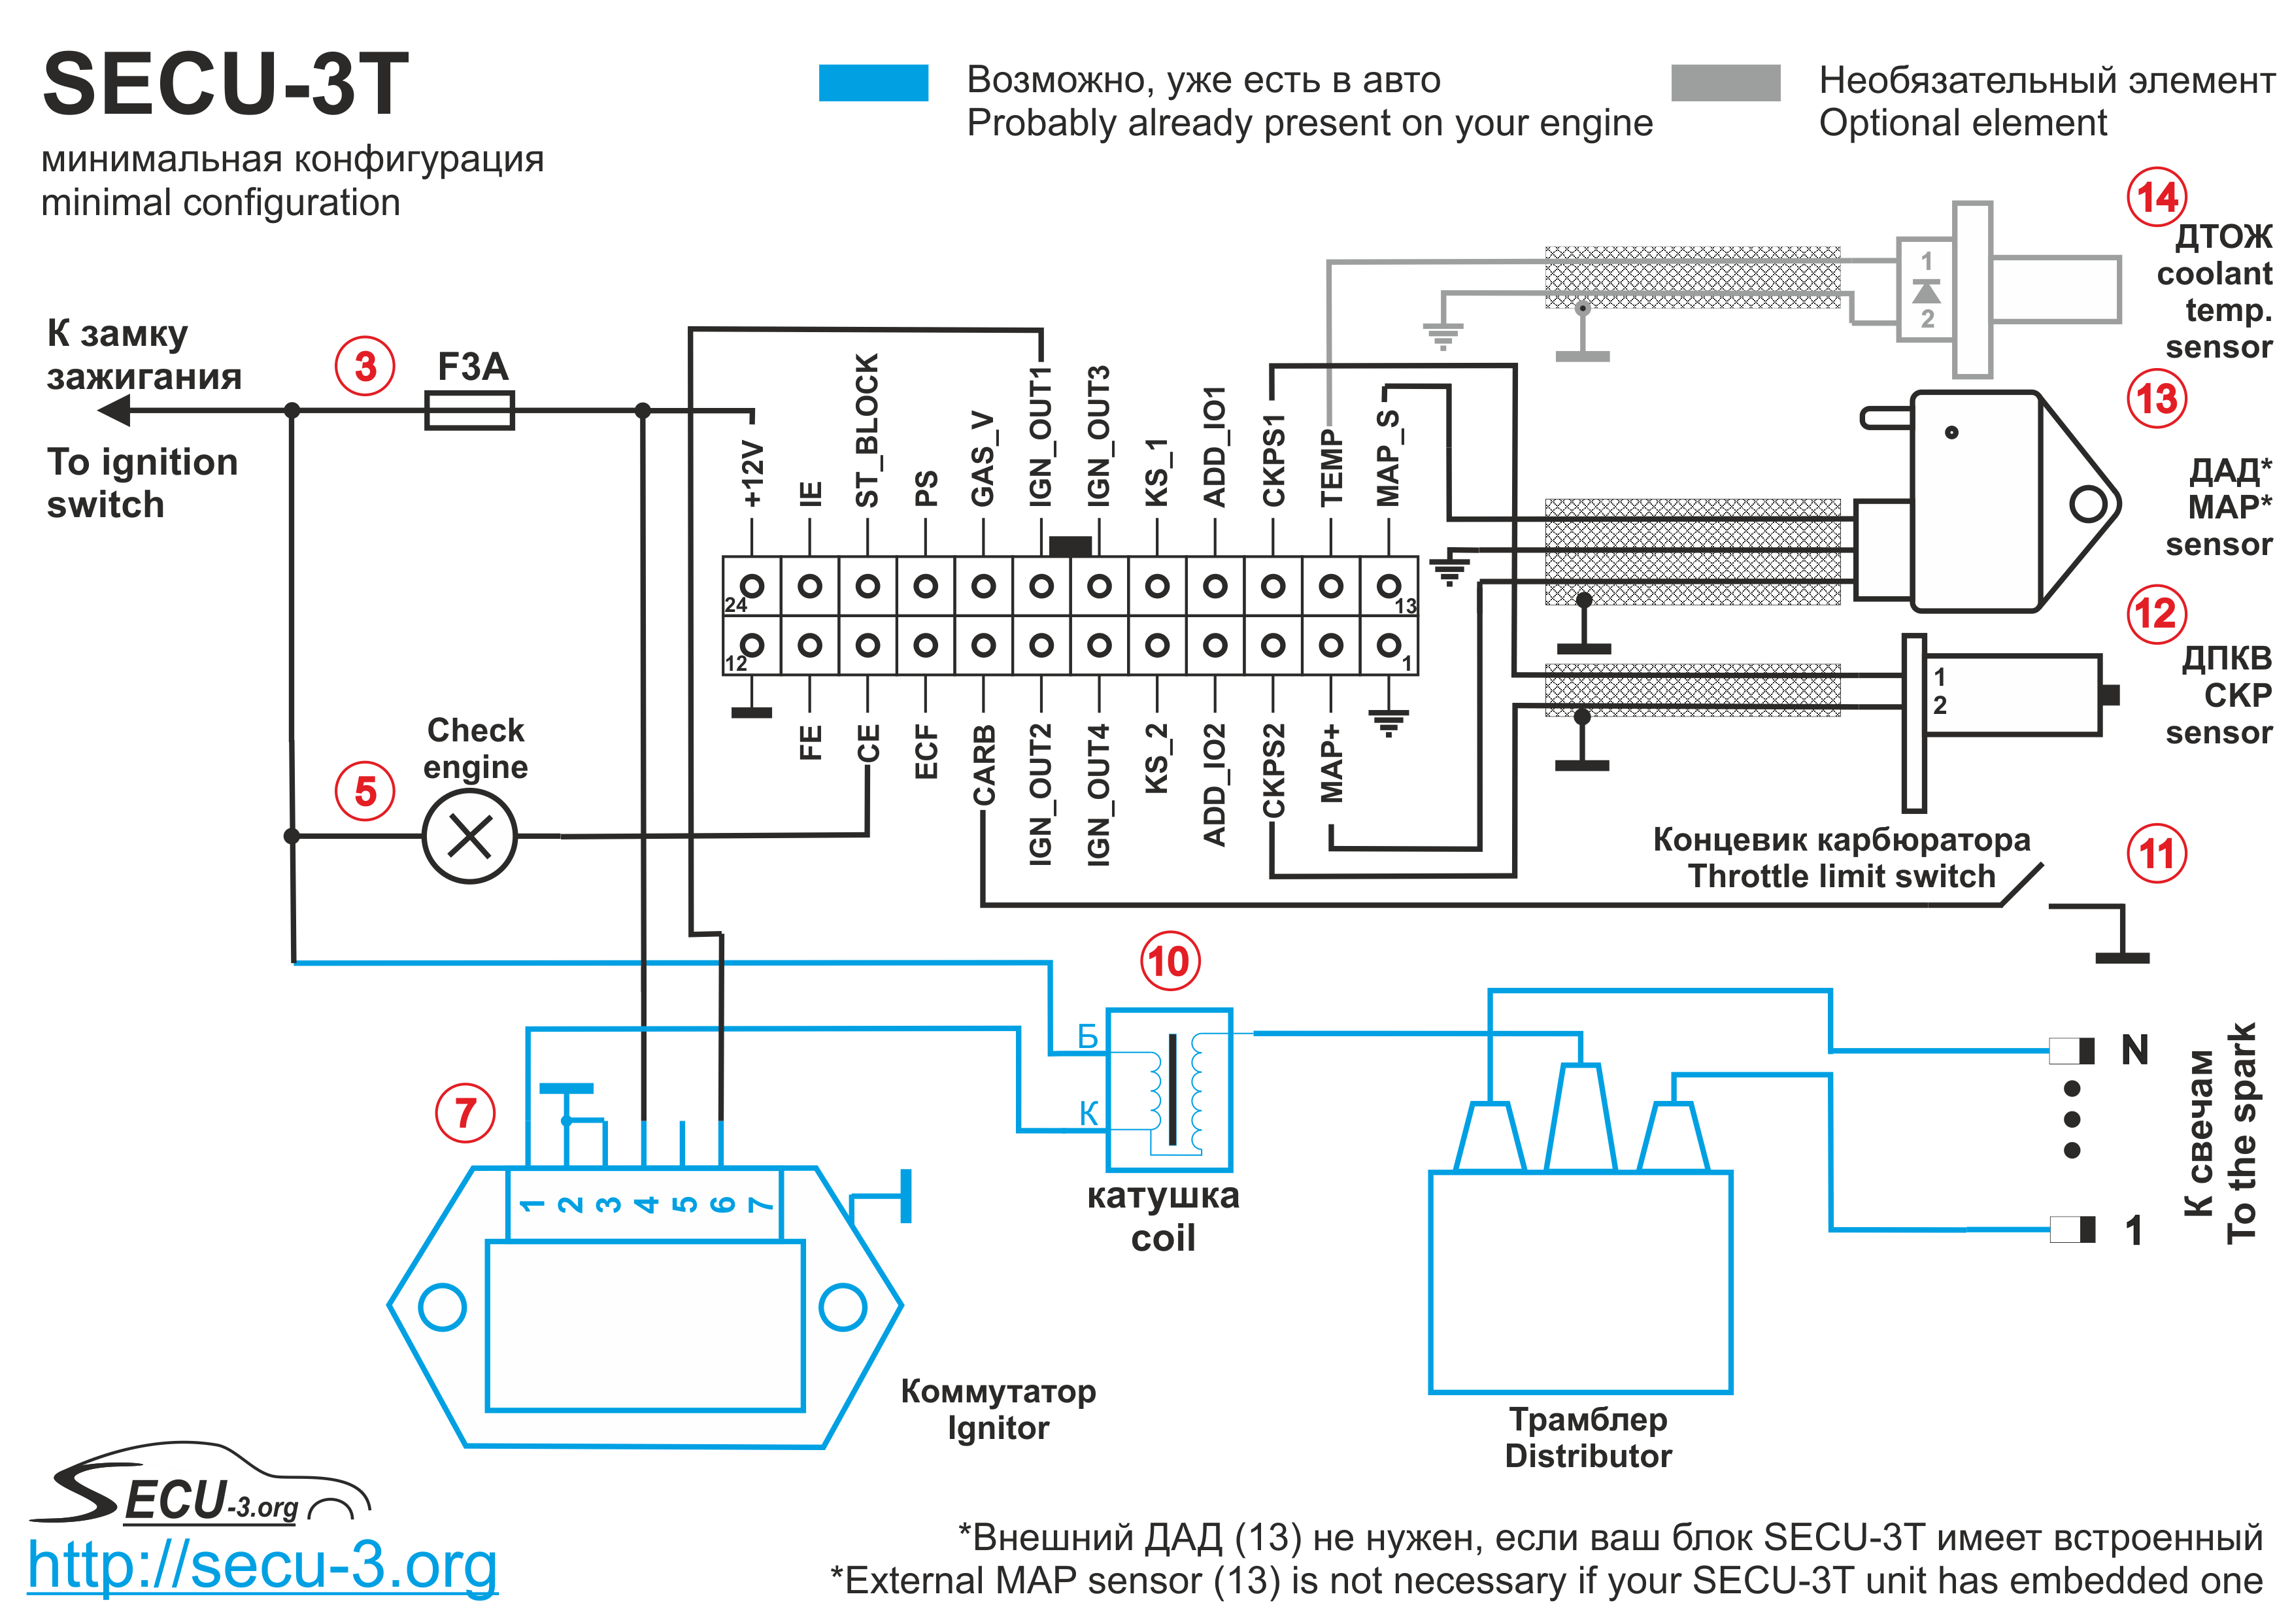 SECU-3T
минимальная конфигурация
minimal configuration
Возможно, уже есть в авто
Probably already present on your engine
Необязательный элемент
Optional element
14
ДТОЖ
coolant
temp.
sensor
1
2
К замку
зажигания
To ignition
switch
3
F3A
13
ДАД*
MAP*
sensor
+12V
IE
ST_BLOCK
PS
GAS_V
IGN_OUT1
IGN_OUT3
KS_1
ADD_IO1
CKPS1
TEMP
MAP_S
24
13
12
1
FE
CE
ECF
CARB
IGN_OUT2
IGN_OUT4
KS_2
ADD_IO2
CKPS2
MAP+
12
ДПКВ
CKP
sensor
1
2
Check
engine
5
Концевик карбюратора
Throttle limit switch
11
10
Б
К
катушка
coil
7
1
2
3
4
5
6
7
Коммутатор
Ignitor
Трамблер
Distributor
N
1
К свечам
To the spark
SECU-3.org
http://secu-3.org
*Внешний ДАД (13) не нужен, если ваш блок SECU-3T имеет встроенный
*External MAP sensor (13) is not necessary if your SECU-3T unit has embedded one